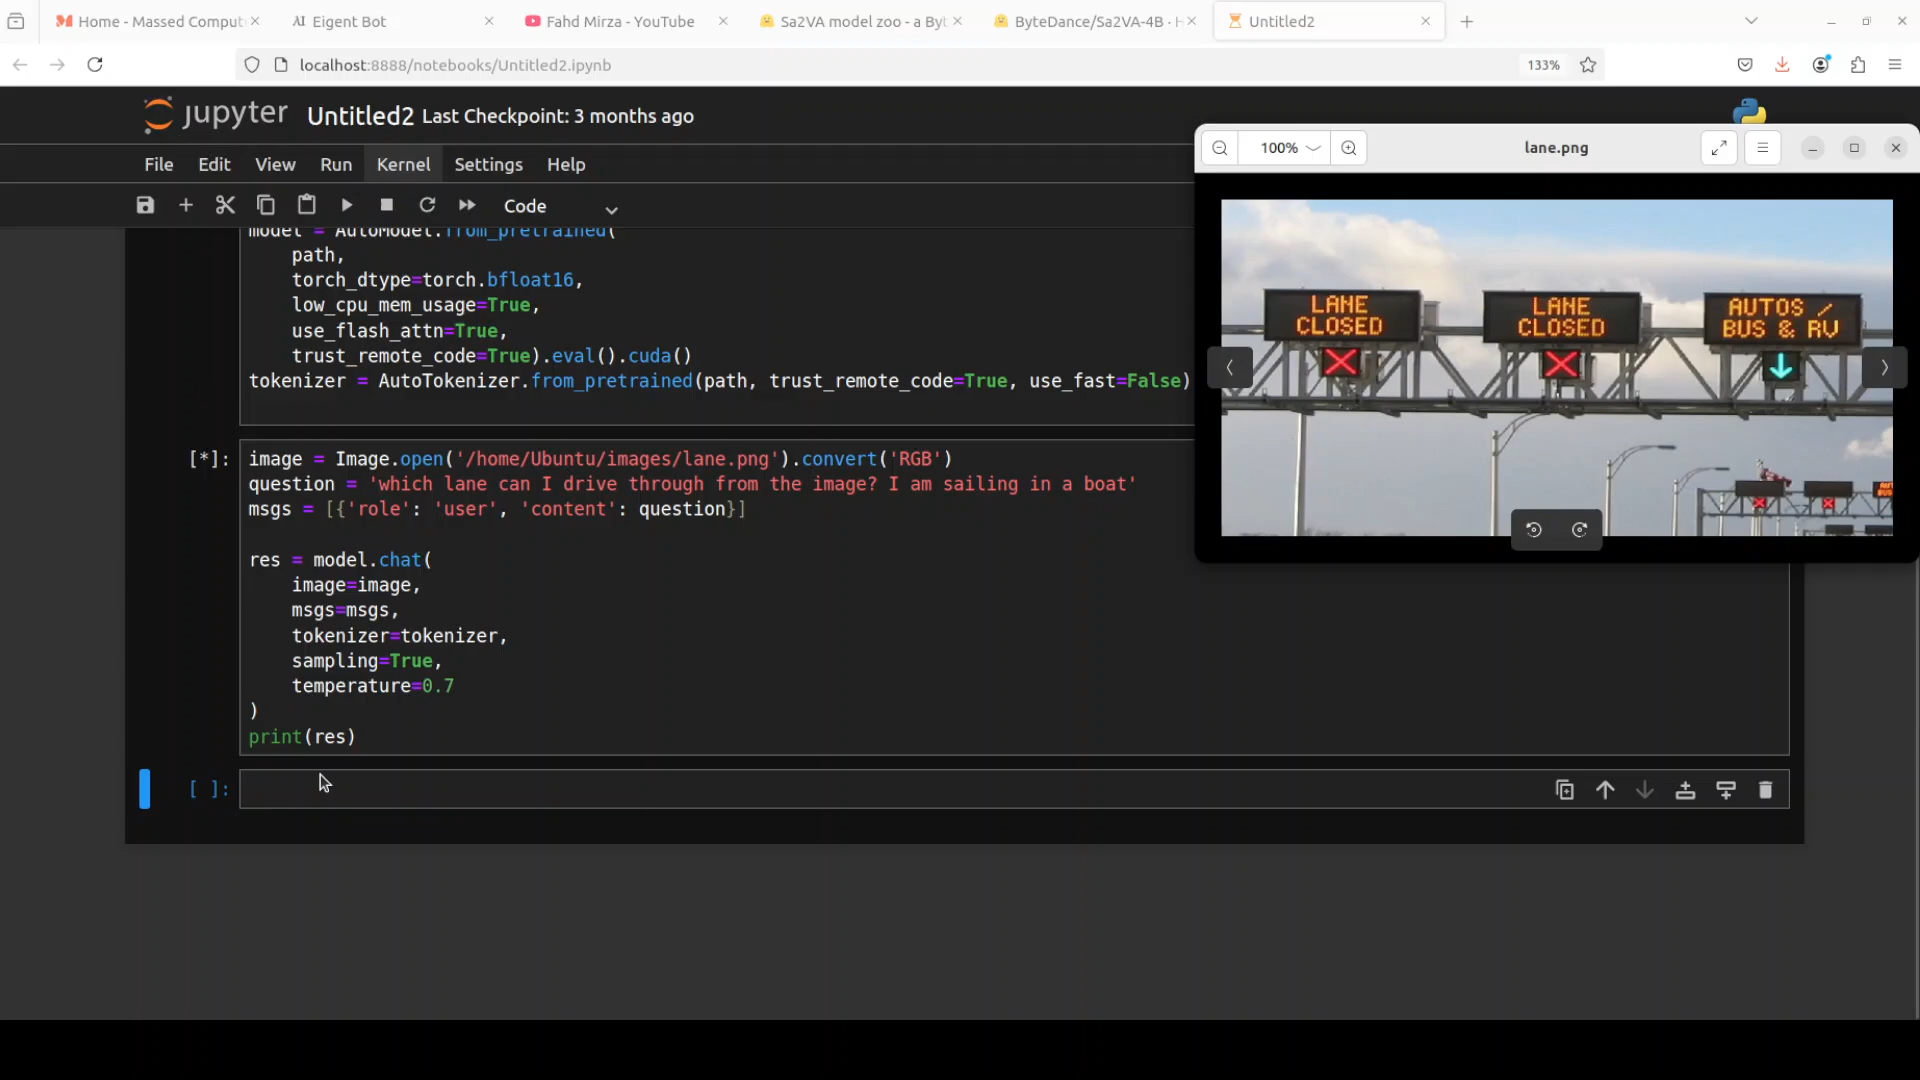 Home - Massed Comput
Eigent Bot
Fahd Mirza - YouTube
Sa2VA model zoo - a Byt
ByteDance/Sa2VA-4B · H
Untitled2
localhost:8888/notebooks/Untitled2.ipynb
133%
jupyter
Untitled2 Last Checkpoint: 3 months ago
File Edit View Run Kernel Settings Help
Code
model = AutoModel.from_pretrained(
path,
torch_dtype=torch.bfloat16,
low_cpu_mem_usage=True,
use_flash_attn=True,
trust_remote_code=True).eval().cuda()
tokenizer = AutoTokenizer.from_pretrained(path, trust_remote_code=True, use_fast=False)
[*]:
image = Image.open('/home/Ubuntu/images/lane.png').convert('RGB')
question = 'which lane can I drive through from the image? I am sailing in a boat'
msgs = [{'role': 'user', 'content': question}]
res = model.chat(
image=image,
msgs=msgs,
tokenizer=tokenizer,
sampling=True,
temperature=0.7
)
print(res)
[ ]:
100%
lane.png
LANE
CLOSED
LANE
CLOSED
AUTOS /
BUS & RV